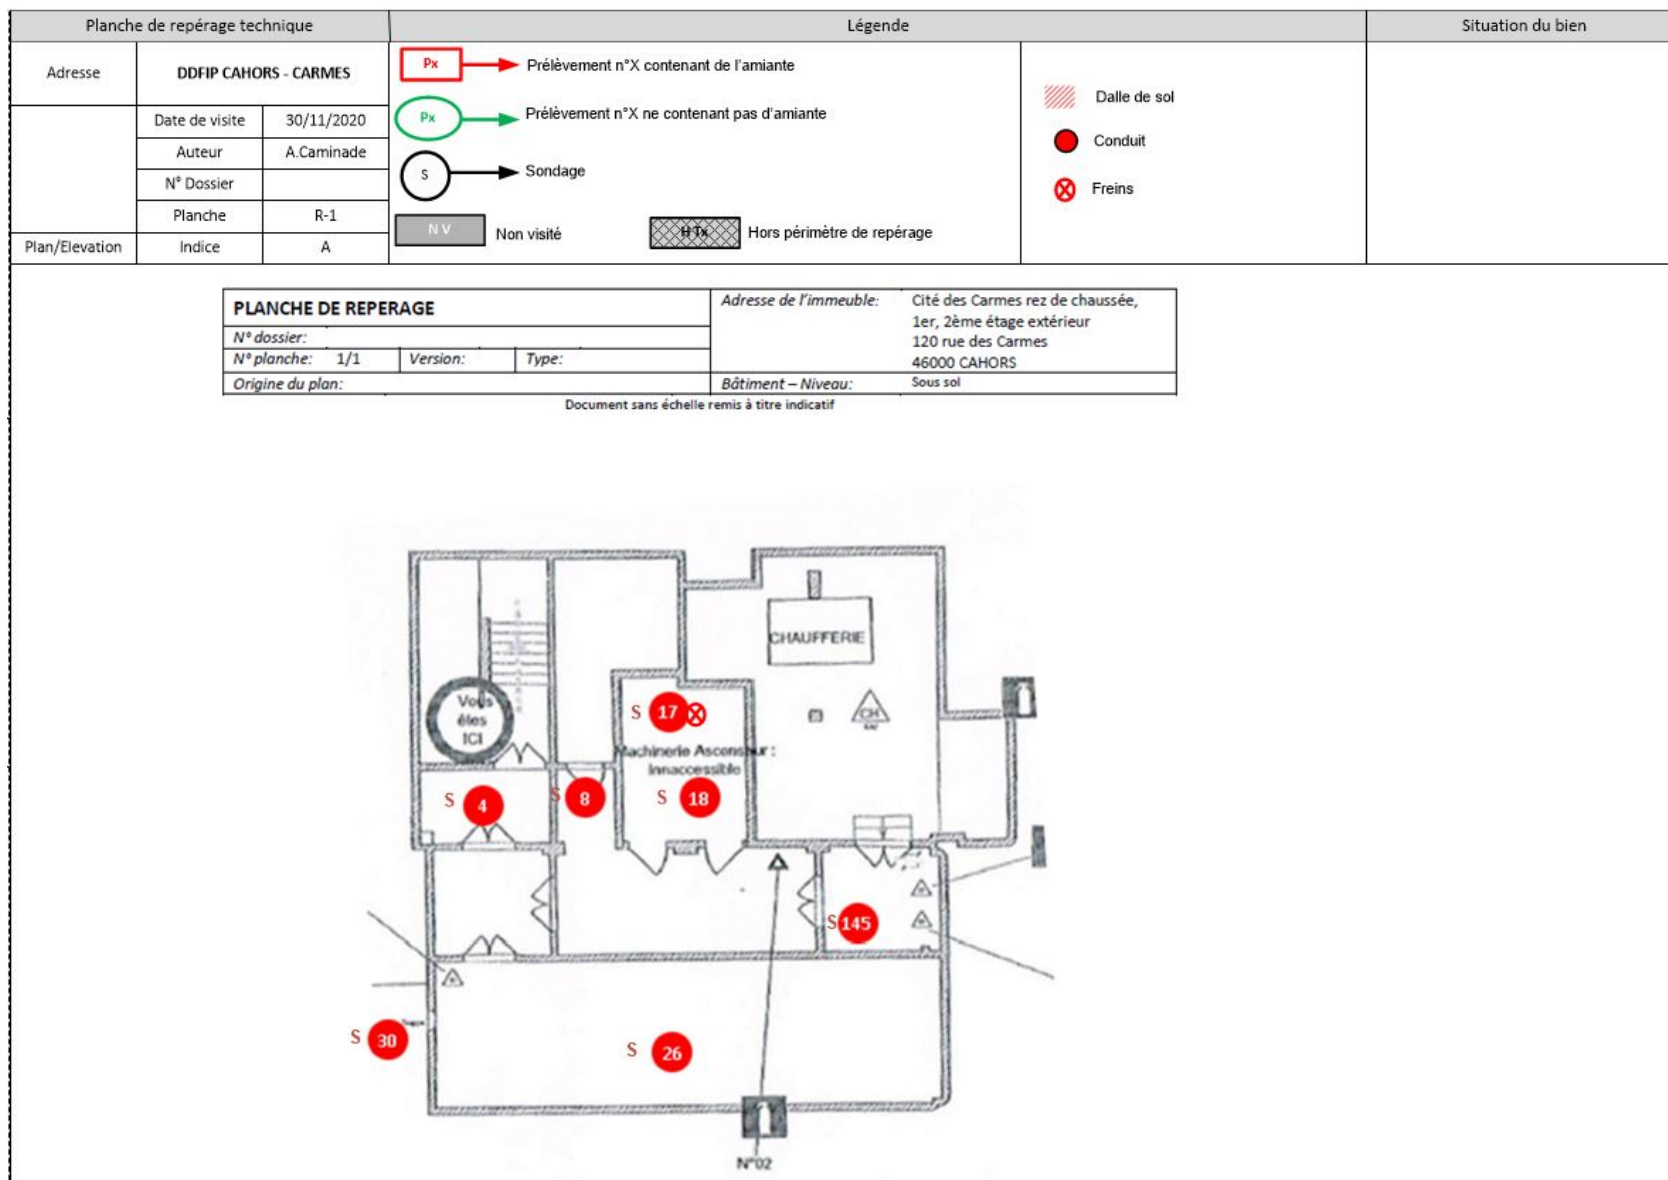 Planche de repérage technique
Légende
Situation du bien
Adresse
DDFIP CAHORS - CARMES
Date de visite
30/11/2020
Auteur
A.Caminade
N° Dossier
Planche
R-1
Plan/Elevation
Indice
A
Px
Prélèvement n°X contenant de l'amiante
Px
Prélèvement n°X ne contenant pas d'amiante
S
Sondage
N V
Non visité
H Tx
Hors périmètre de repérage
Dalle de sol
Conduit
Freins
PLANCHE DE REPERAGE
N° dossier:
N° planche: 1/1
Version:
Type:
Origine du plan:
Adresse de l'immeuble:
Cité des Carmes rez de chaussée,
1er, 2ème étage extérieur
120 rue des Carmes
46000 CAHORS
Bâtiment – Niveau:
Sous sol
Document sans échelle remis à titre indicatif
CHAUFFERIE
Vous
êtes
ICI
S 17
CH
Machinerie Ascenseur :
Innaccessible
S 4
S 8
S 18
S 145
S 30
S 26
N°02